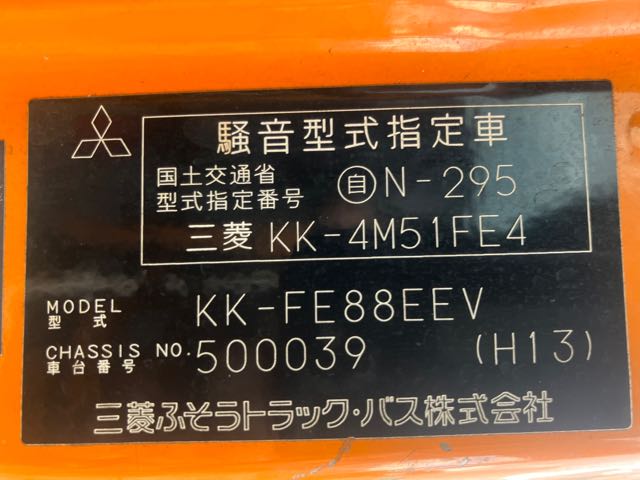 騒音型式指定車
国土交通省
型式指定番号 ㊀自N-295
三菱 KK-4M51FE4
MODEL
型式 KK-FE88EEV
CHASSIS NO.
車台番号 500039 (H13)
三菱ふそうトラック・バス株式会社